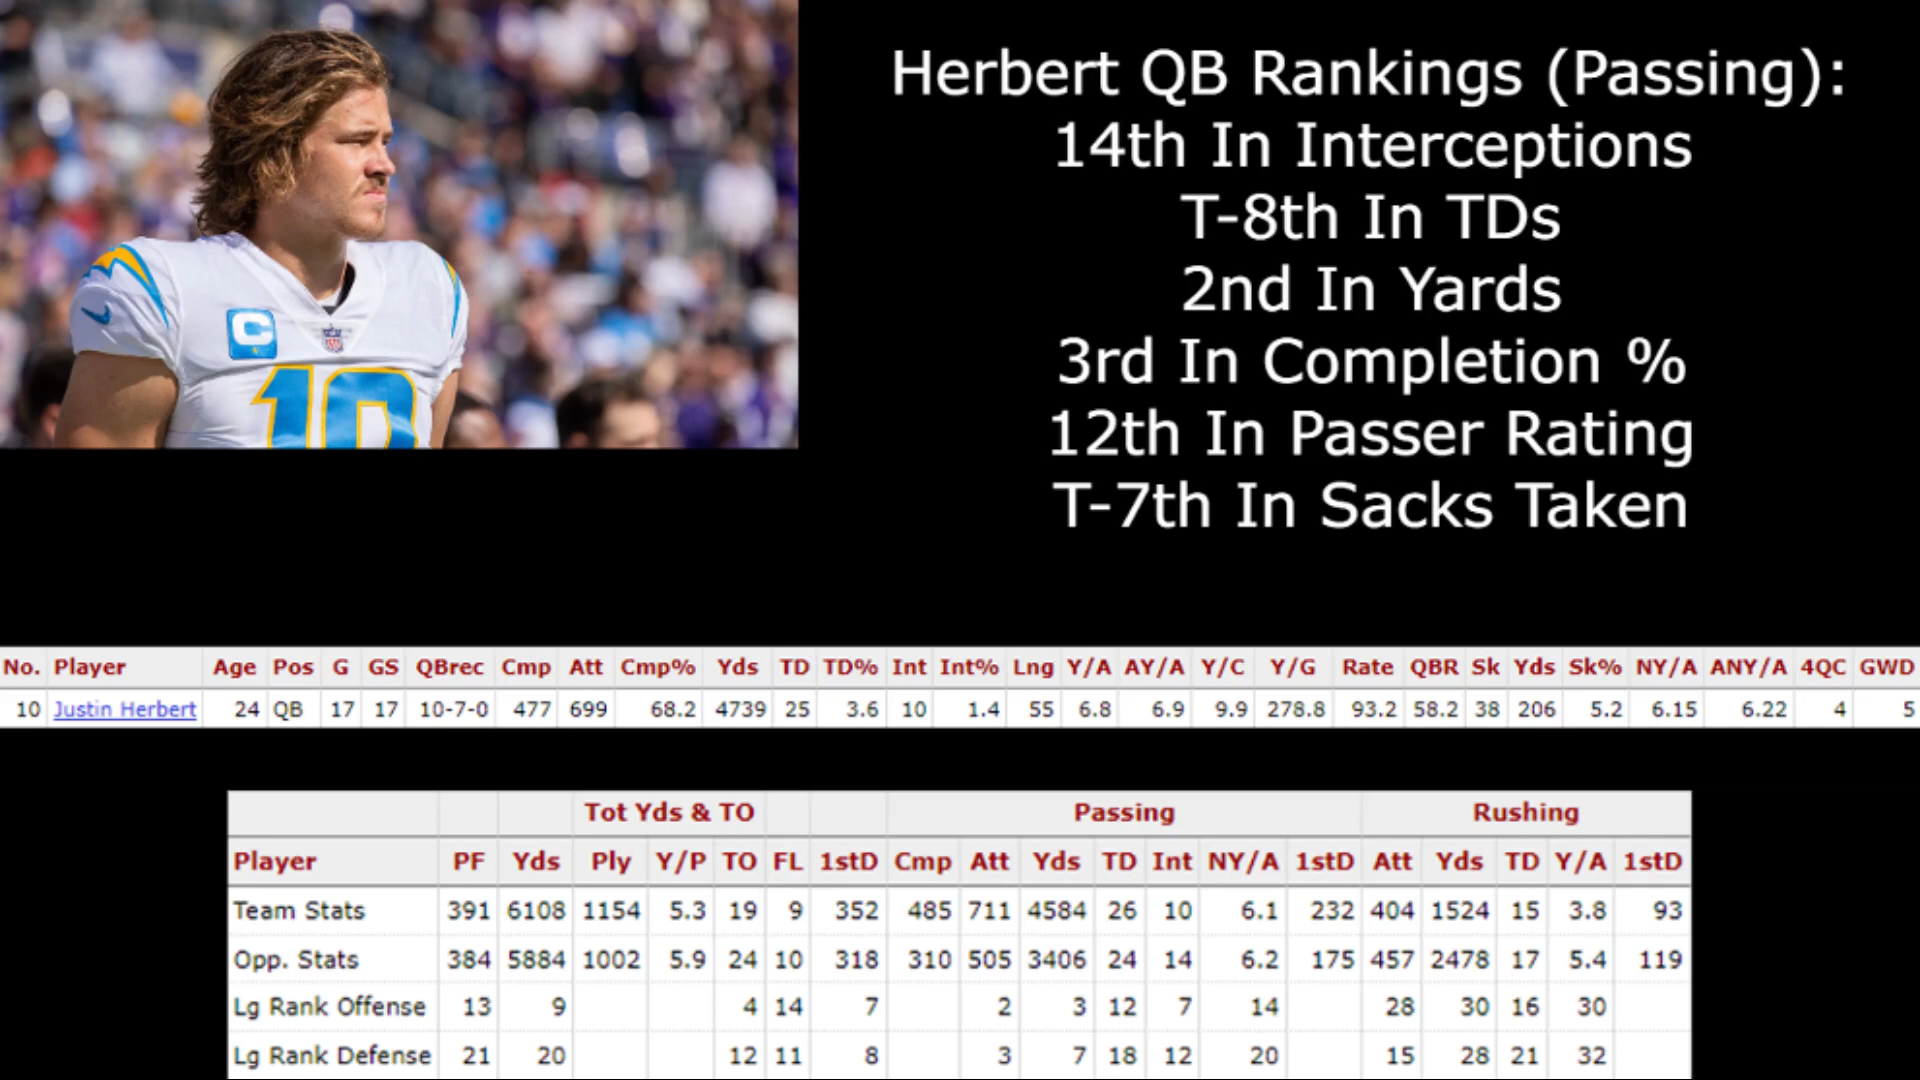 Herbert QB Rankings (Passing):
14th In Interceptions
T-8th In TDs
2nd In Yards
3rd In Completion %
12th In Passer Rating
T-7th In Sacks Taken
C
10
No. Player Age Pos G GS QBrec Cmp Att Cmp% Yds TD TD% Int Int% Lng Y/A AY/A Y/C Y/G Rate QBR Sk Yds Sk% NY/A ANY/A 4QC GWD
10 Justin Herbert 24 QB 17 17 10-7-0 477 699 68.2 4739 25 3.6 10 1.4 55 6.8 6.9 9.9 278.8 93.2 58.2 38 206 5.2 6.15 6.22 4 5
Tot Yds & TO Passing Rushing
Player PF Yds Ply Y/P TO FL 1stD Cmp Att Yds TD Int NY/A 1stD Att Yds TD Y/A 1stD
Team Stats 391 6108 1154 5.3 19 9 352 485 711 4584 26 10 6.1 232 404 1524 15 3.8 93
Opp. Stats 384 5884 1002 5.9 24 10 318 310 505 3406 24 14 6.2 175 457 2478 17 5.4 119
Lg Rank Offense 13 9 4 14 7 2 3 12 7 14 28 30 16 30
Lg Rank Defense 21 20 12 11 8 3 7 18 12 20 15 28 21 32